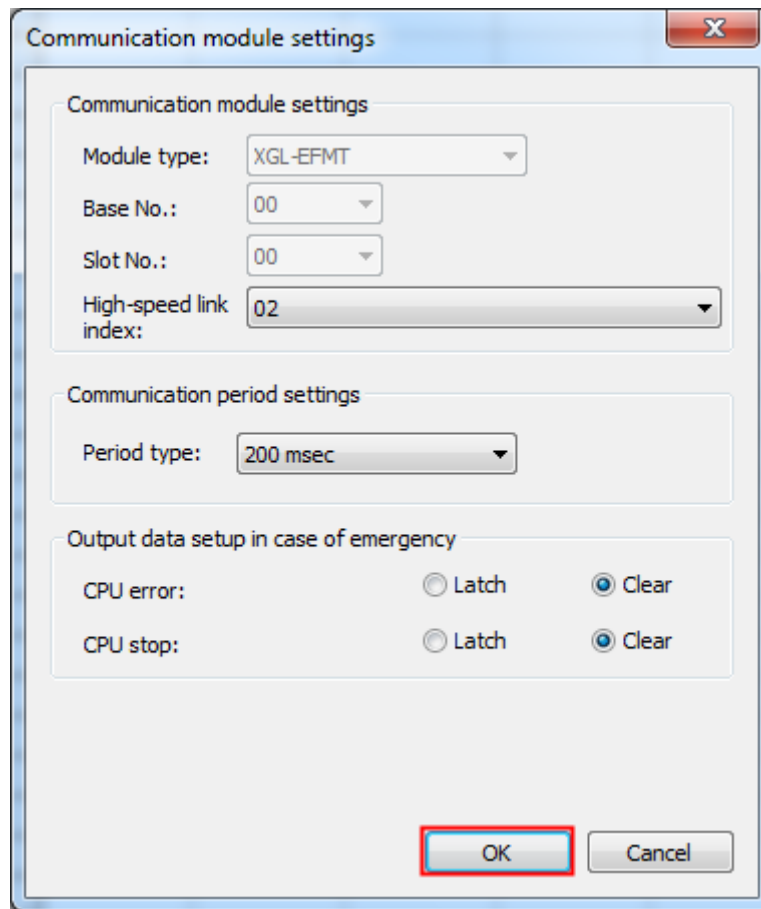 Communication module settings
X
Communication module settings
Module type: XGL-EFMT
Base No.: 00
Slot No.: 00
High-speed link
index: 02
Communication period settings
Period type: 200 msec
Output data setup in case of emergency
CPU error: Latch Clear
CPU stop: Latch Clear
OK Cancel